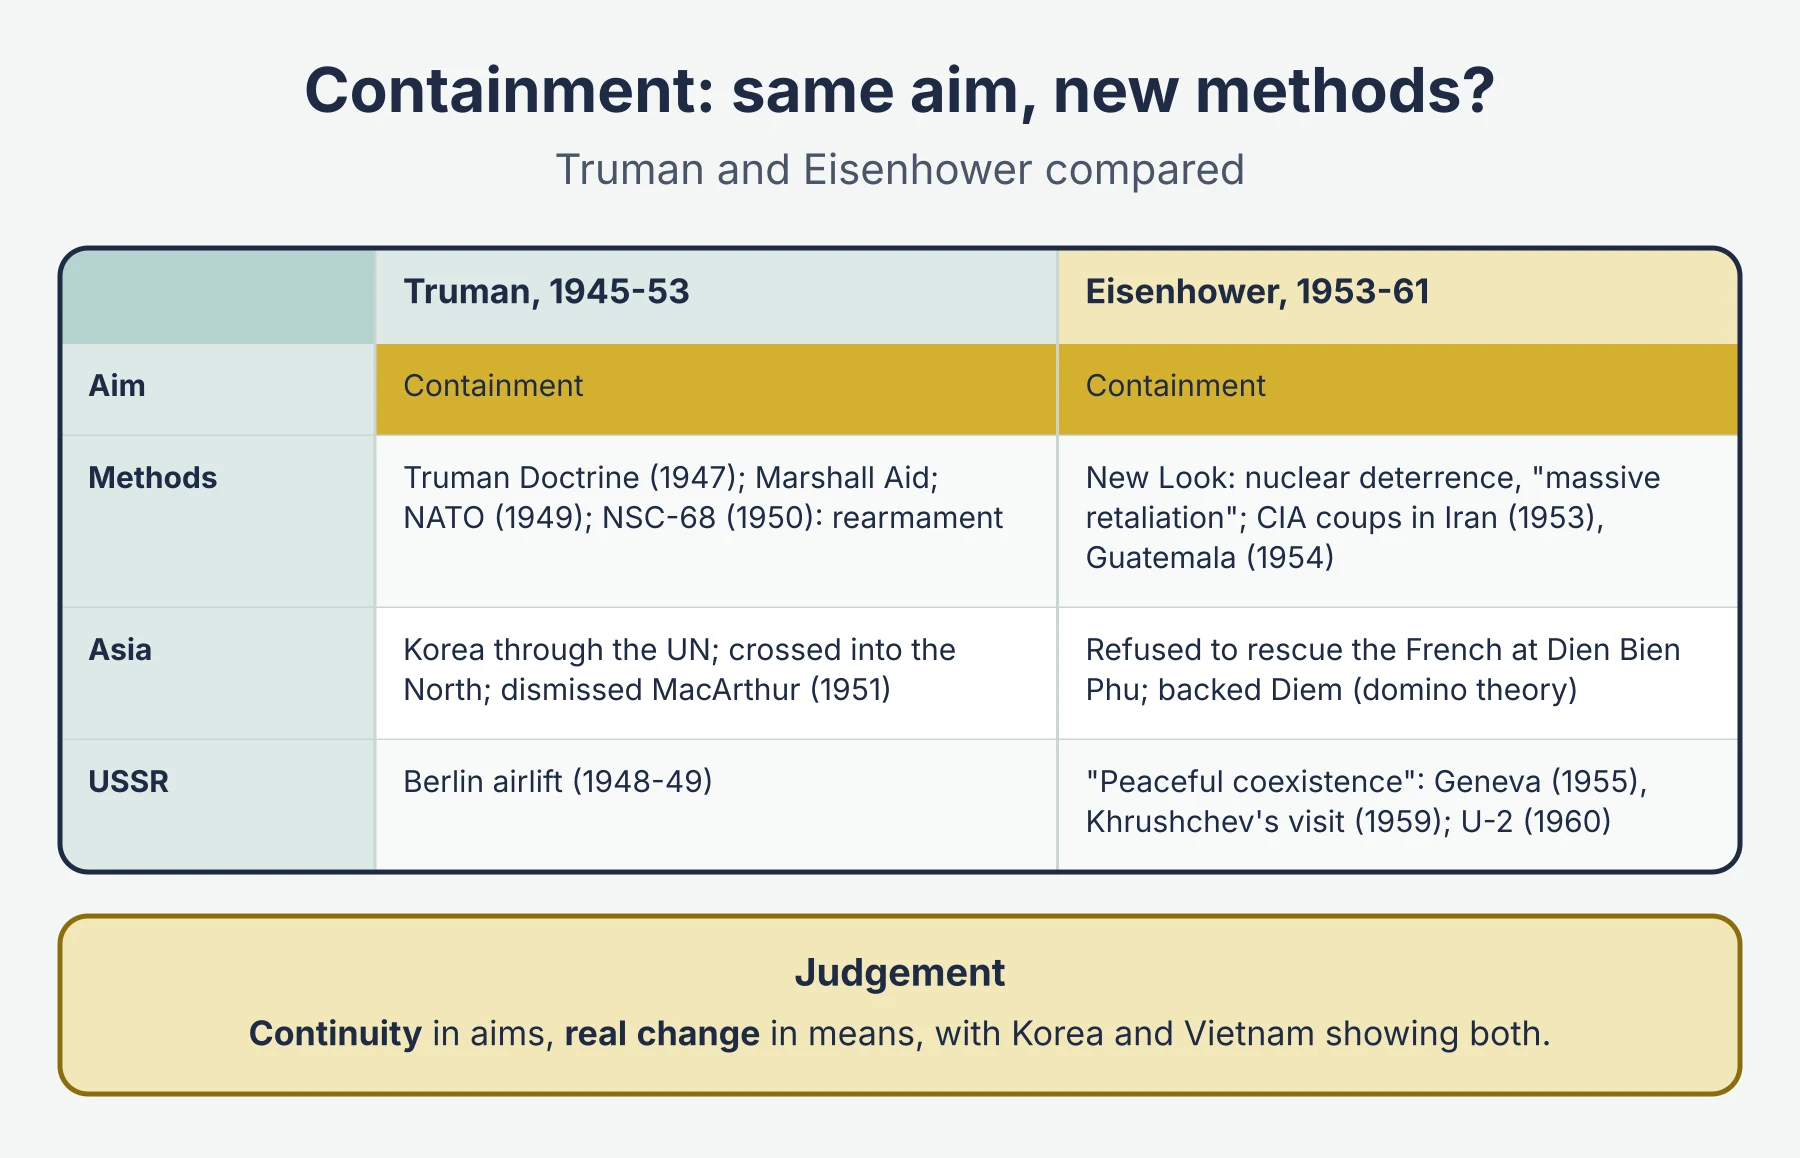 Containment: same aim, new methods?
Truman and Eisenhower compared
Truman, 1945-53
Eisenhower, 1953-61
Aim
Containment
Containment
Methods
Truman Doctrine (1947); Marshall Aid;
NATO (1949); NSC-68 (1950): rearmament
New Look: nuclear deterrence, "massive
retaliation"; CIA coups in Iran (1953),
Guatemala (1954)
Asia
Korea through the UN; crossed into the
North; dismissed MacArthur (1951)
Refused to rescue the French at Dien Bien
Phu; backed Diem (domino theory)
USSR
Berlin airlift (1948-49)
"Peaceful coexistence": Geneva (1955),
Khrushchev's visit (1959); U-2 (1960)
Judgement
Continuity in aims, real change in means, with Korea and Vietnam showing both.